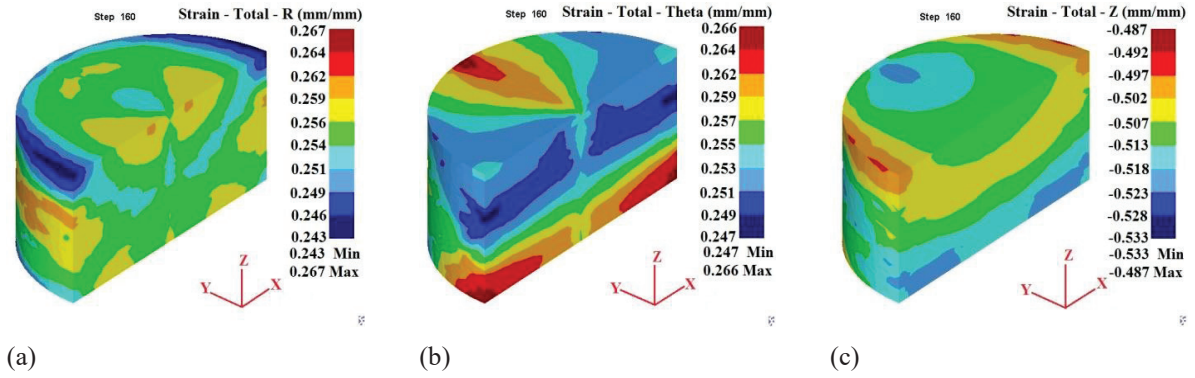 Step 160
Strain - Total - R (mm/mm)
0.267
0.264
0.262
0.259
0.256
0.254
0.251
0.249
0.246
0.243
0.243 Min
0.267 Max
Z
Y
X
(a)
Step 160
Strain - Total - Theta (mm/mm)
0.266
0.264
0.262
0.259
0.257
0.255
0.253
0.251
0.249
0.247
0.247 Min
0.266 Max
Z
Y
X
(b)
Step 160
Strain - Total - Z (mm/mm)
-0.487
-0.492
-0.497
-0.502
-0.507
-0.513
-0.518
-0.523
-0.528
-0.533
-0.533 Min
-0.487 Max
Z
Y
X
(c)